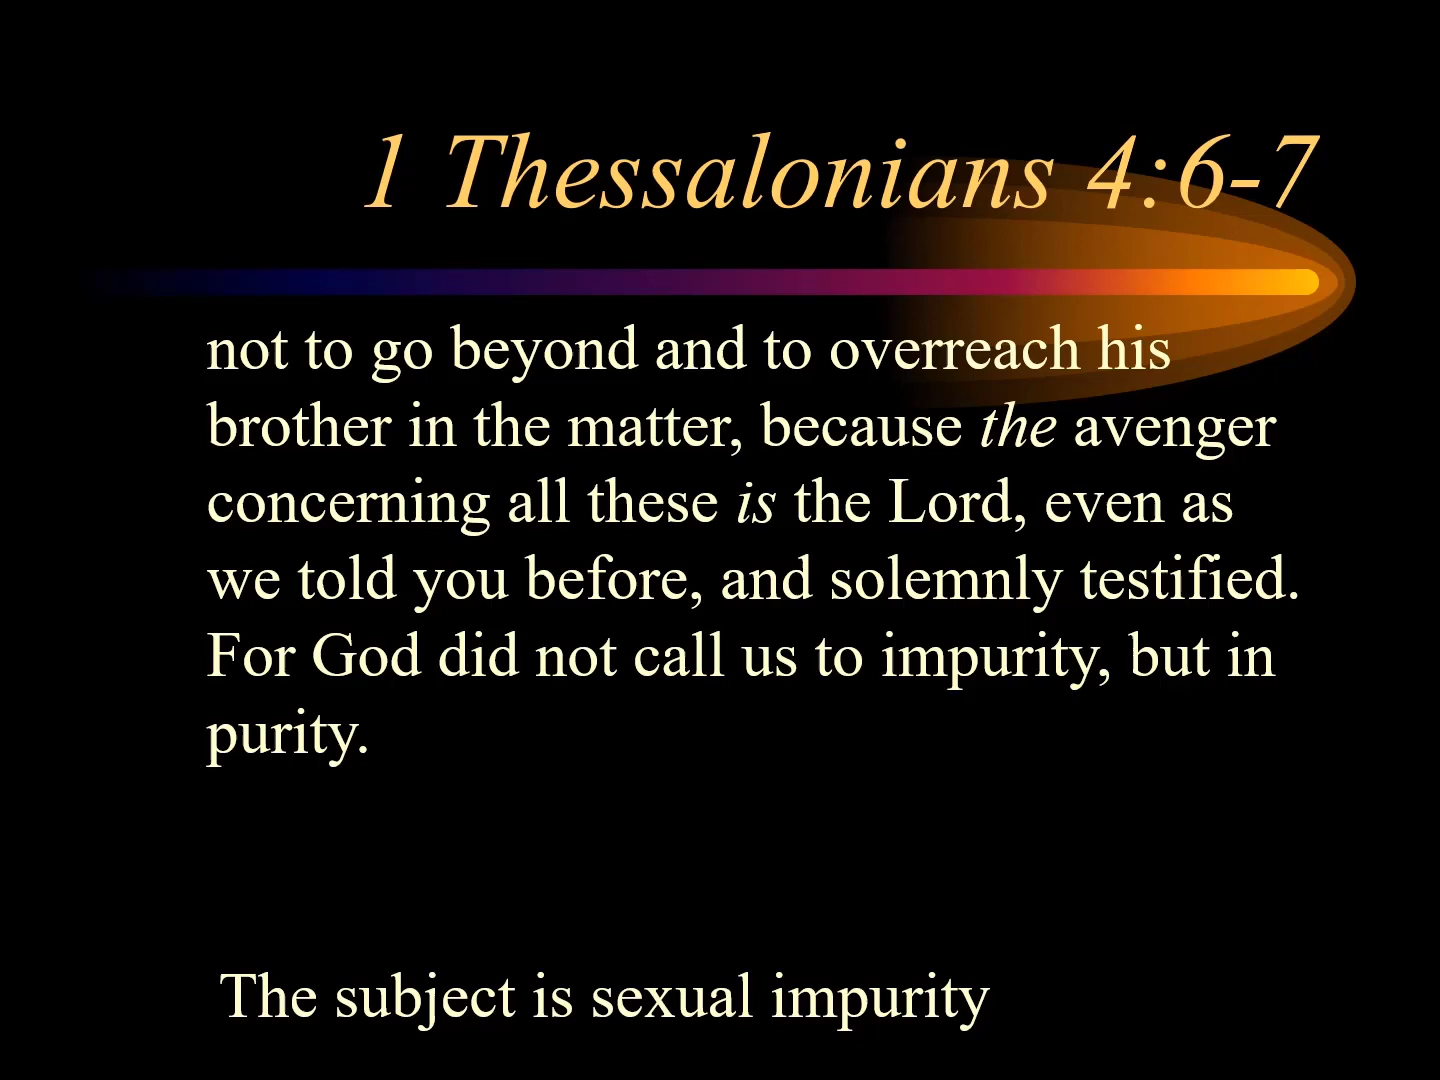 1 Thessalonians 4:6-7
not to go beyond and to overreach his
brother in the matter, because the avenger
concerning all these is the Lord, even as
we told you before, and solemnly testified.
For God did not call us to impurity, but in
purity.
The subject is sexual impurity